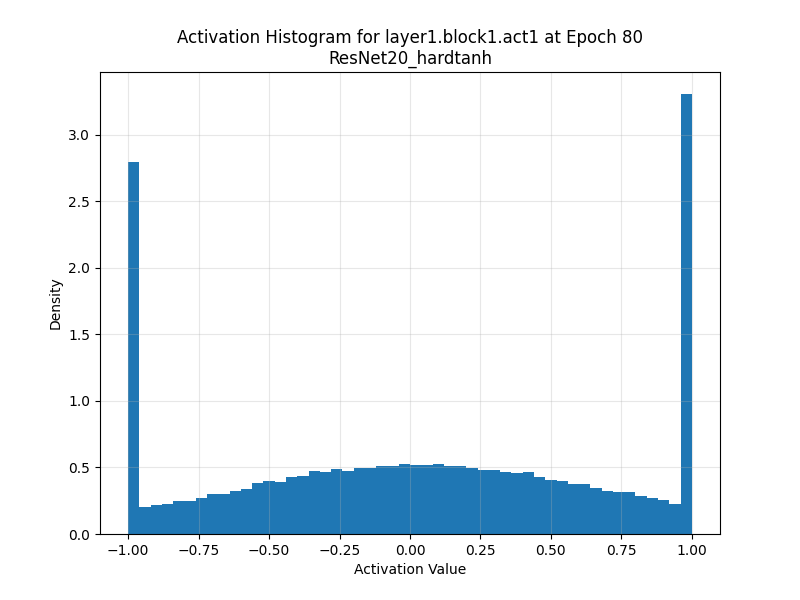 Activation Histogram for layer1.block1.act1 at Epoch 80
ResNet20_hardtanh
3.0
2.5
2.0
1.5
1.0
0.5
0.0
Density
−1.00 −0.75 −0.50 −0.25 0.00 0.25 0.50 0.75 1.00
Activation Value